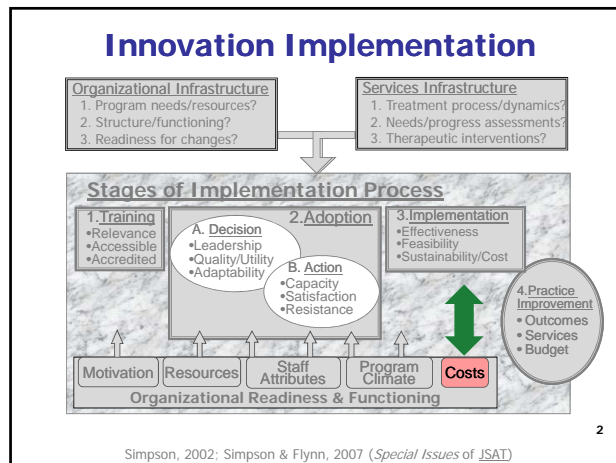 Innovation Implementation
Organizational Infrastructure
1. Program needs/resources?
2. Structure/functioning?
3. Readiness for changes?
Services Infrastructure
1. Treatment process/dynamics?
2. Needs/progress assessments?
3. Therapeutic interventions?
Stages of Implementation Process
1.Training
•Relevance
•Accessible
•Accredited
2.Adoption
A. Decision
•Leadership
•Quality/Utility
•Adaptability
B. Action
•Capacity
•Satisfaction
•Resistance
3.Implementation
•Effectiveness
•Feasibility
•Sustainability/Cost
4.Practice
Improvement
• Outcomes
• Services
• Budget
Motivation
Resources
Staff
Attributes
Program
Climate
Costs
Organizational Readiness & Functioning
2
Simpson, 2002; Simpson & Flynn, 2007 (Special Issues of JSAT)